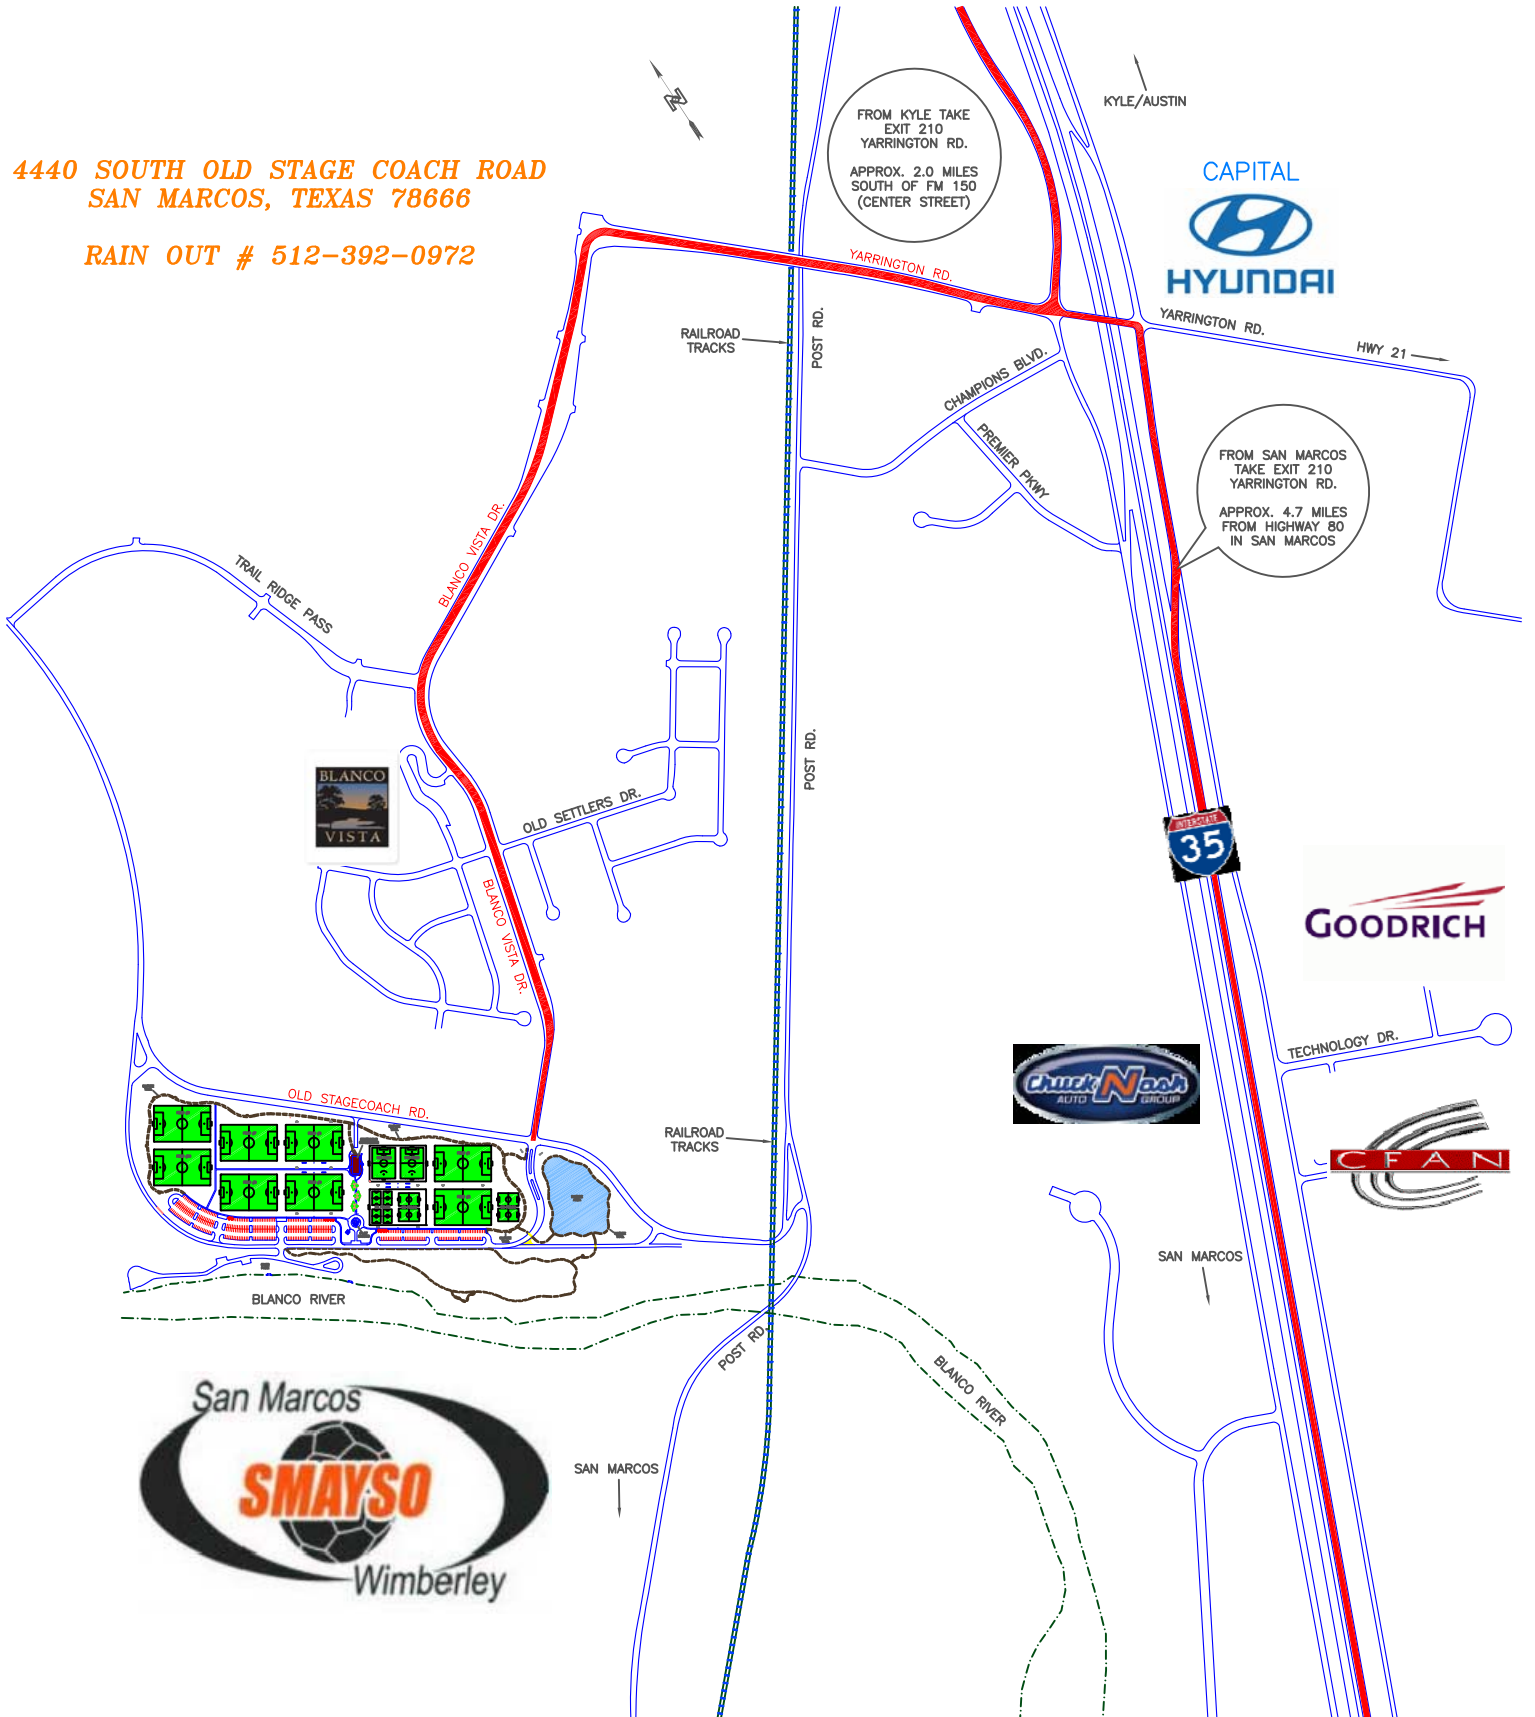 KYLE/AUSTIN
N
FROM KYLE TAKE
EXIT 210
YARRINGTON RD.
APPROX. 2.0 MILES
SOUTH OF FM 150
(CENTER STREET)
4440 SOUTH OLD STAGE COACH ROAD
SAN MARCOS, TEXAS 78666
RAIN OUT # 512-392-0972
CAPITAL
HYUNDAI
YARRINGTON RD.
YARRINGTON RD.
HWY 21
RAILROAD
TRACKS
POST RD.
CHAMPIONS BLVD.
PREMIER PKWY
FROM SAN MARCOS
TAKE EXIT 210
YARRINGTON RD.
APPROX. 4.7 MILES
FROM HIGHWAY 80
IN SAN MARCOS
BLANCO VISTA DR.
TRAIL RIDGE PASS
POST RD.
BLANCO
VISTA
OLD SETTLERS DR.
INTERSTATE
35
BLANCO VISTA DR.
GOODRICH
TECHNOLOGY DR.
Chuck Nash
AUTO GROUP
OLD STAGECOACH RD.
RAILROAD
TRACKS
CFAN
SAN MARCOS
BLANCO RIVER
POST RD.
BLANCO RIVER
San Marcos
SMAYSO
Wimberley
SAN MARCOS